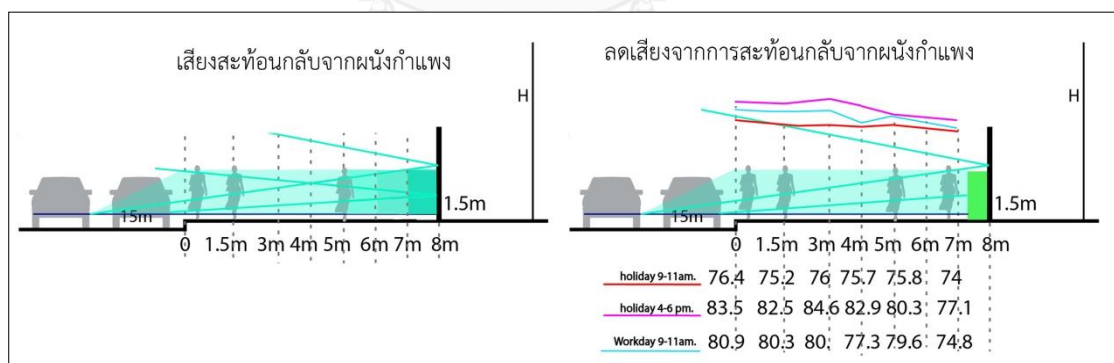 เสียงสะท้อนกลับจากผนังกำแพง
H
15m
1.5m
0 1.5m 3m 4m 5m 6m 7m 8m
ลดเสียงจากการสะท้อนกลับจากผนังกำแพง
H
15m
1.5m
0 1.5m 3m 4m 5m 6m 7m 8m
holiday 9-11am. 76.4 75.2 76 75.7 75.8 74
holiday 4-6 pm. 83.5 82.5 84.6 82.9 80.3 77.1
Workday 9-11am. 80.9 80.3 80. 77.3 79.6 74.8